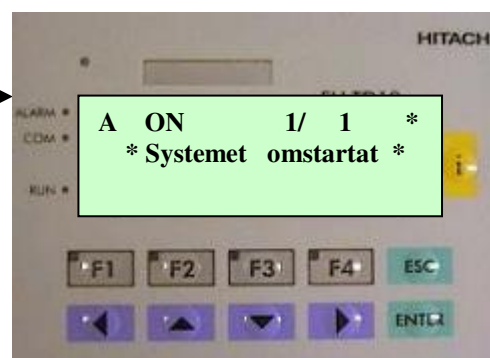 HITACH
ALARM
COM
A ON 1/ 1 *
* Systemet omstartat *
i
RUN
F1 F2 F3 F4 ESC
ENTER